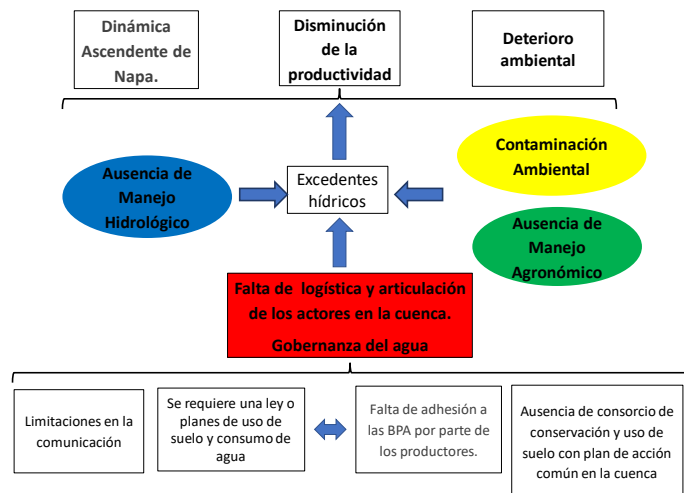 Dinámica
Ascendente de
Napa.
Disminución
de la
productividad
Deterioro
ambiental
Contaminación
Ambiental
Ausencia de
Manejo
Hidrológico
Excedentes
hídricos
Ausencia de
Manejo
Agronómico
Falta de logística y articulación
de los actores en la cuenca.
Gobernanza del agua
Limitaciones en la
comunicación
Se requiere una ley o
planes de uso de
suelo y consumo de
agua
Falta de adhesión a
las BPA por parte de
los productores.
Ausencia de consorcio de
conservación y uso de
suelo con plan de acción
común en la cuenca